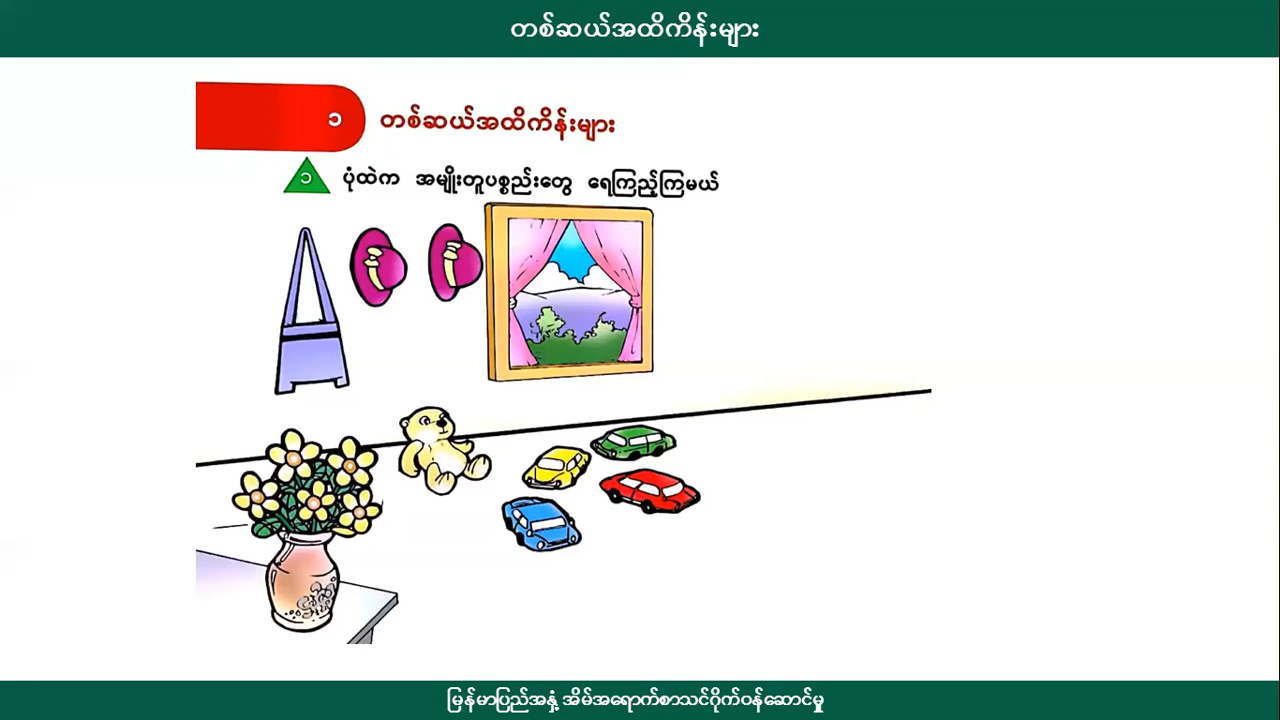 တစ်ဆယ်အထိကိန်းများ
၁ တစ်ဆယ်အထိကိန်းများ
၁ ပုံထဲက အမျိုးတူပစ္စည်းတွေ ရေကြည့်ကြမယ်
မြန်မာပြည်အနှံ့ အိမ်အရောက်စာသင်ဝိုက်ပန်ဆောင်မှု